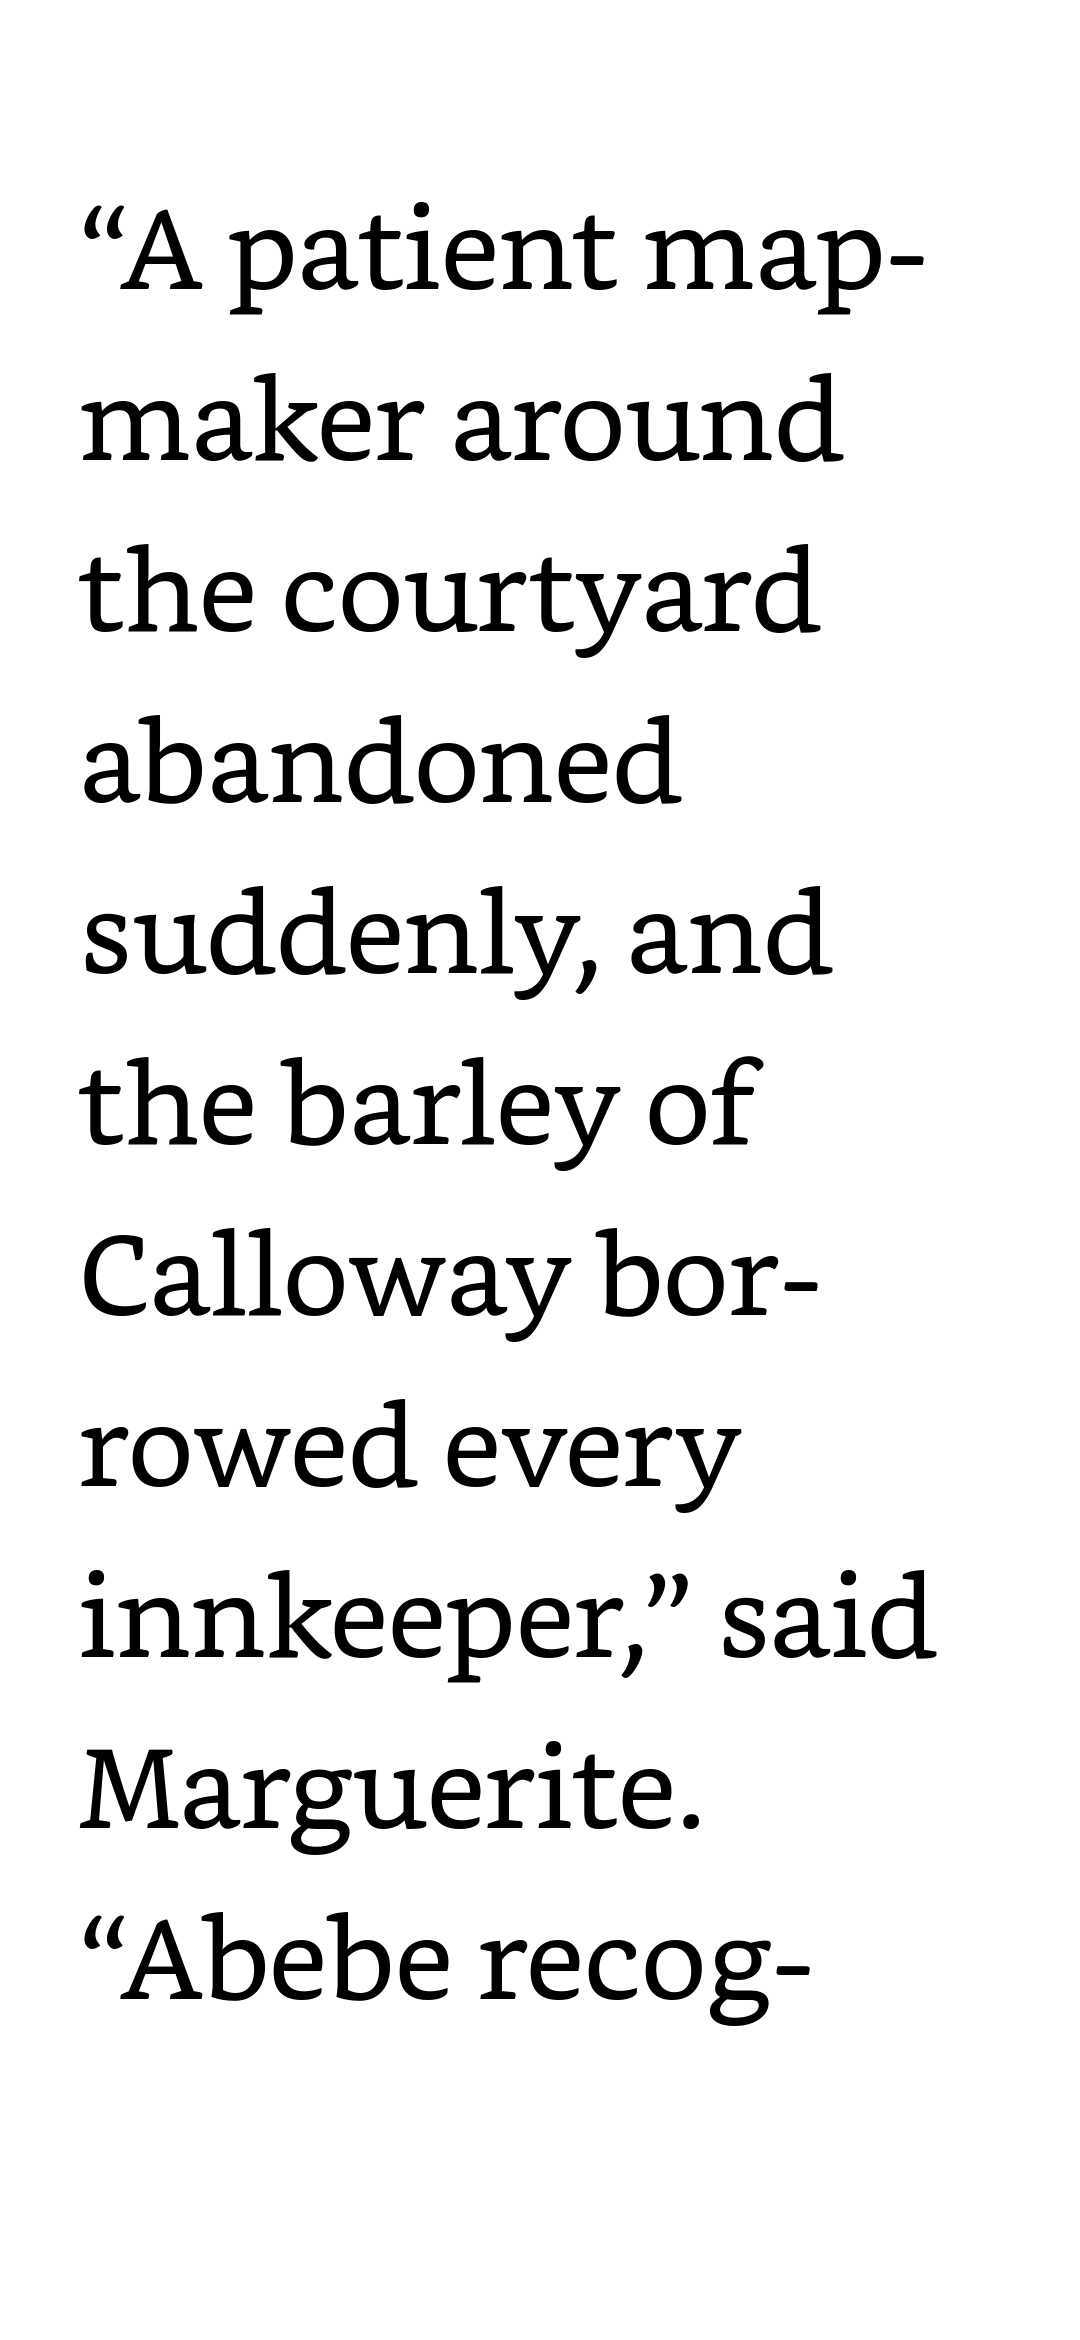 “A patient map-
maker around
the courtyard
abandoned
suddenly, and
the barley of
Calloway bor-
rowed every
innkeeper,” said
Marguerite.
“Abebe recog-